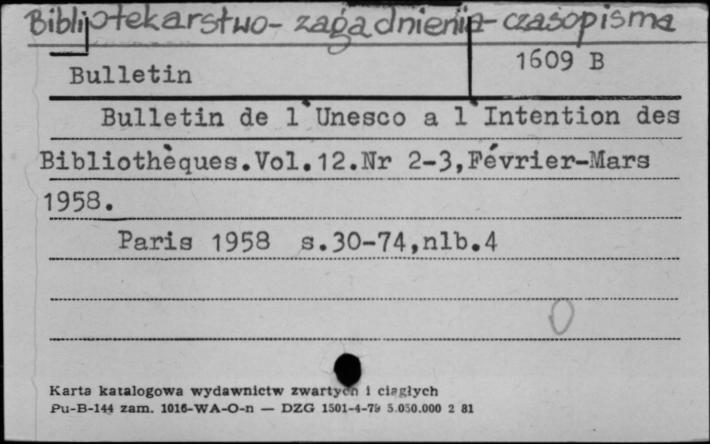 Bibliotekarstwo - zagadnienia - czasopisma
1609 B
Bulletin
Bulletin de l'Unesco a l'Intention des
Bibliothèques.Vol.12.Nr 2-3,Février-Mars
1958.
Paris 1958 s.30-74,nlb.4
0
Karta katalogowa wydawnictw zwartych i ciągłych
Pu-B-144 zam. 1016-WA-O-n — DZG 1501-4-79 5.050.000 2 81